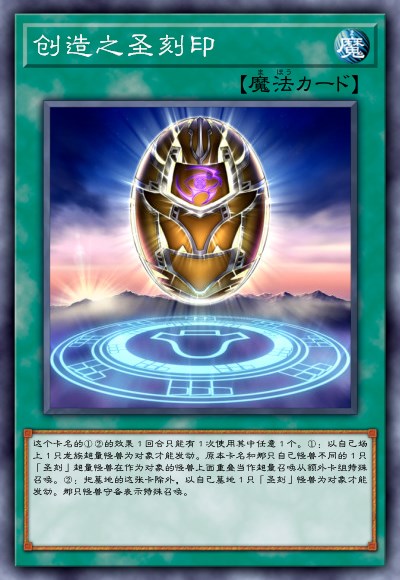 创造之圣刻印
魔
【魔法カード】
ま ほう
这个卡名的①②的效果1回合只能有1次使用其中任意1个。①：以自己场
上1只龙族超量怪兽为对象才能发动。原本卡名和那只自己怪兽不同的1只
「圣刻」超量怪兽在作为对象的怪兽上面重叠当作超量召唤从额外卡组特殊
召唤。②：把墓地的这张卡除外，以自己墓地1只「圣刻」怪兽为对象才能
发动。那只怪兽守备表示特殊召唤。